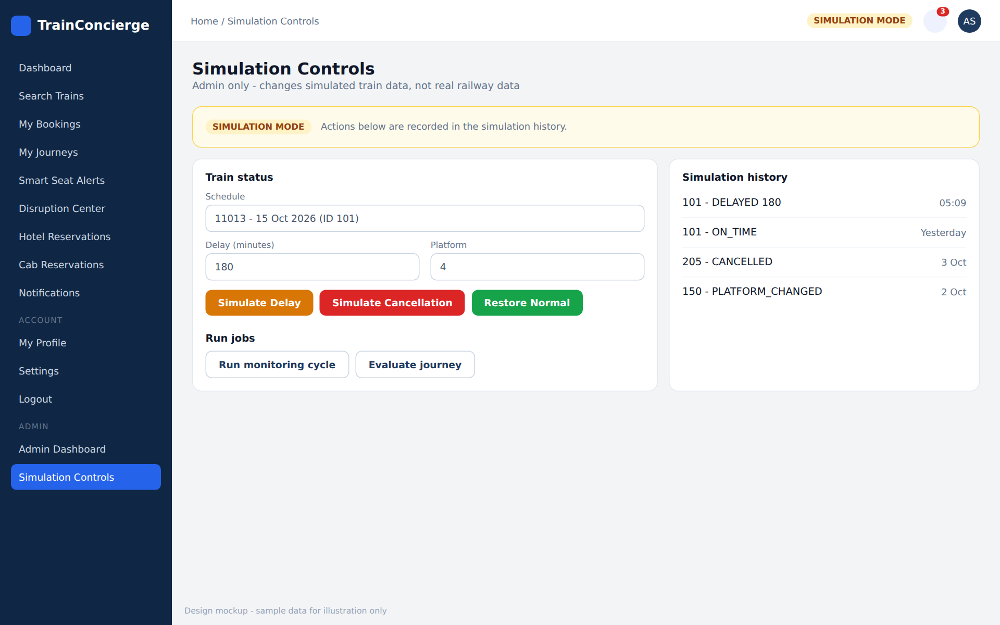 TrainConcierge
Dashboard
Search Trains
My Bookings
My Journeys
Smart Seat Alerts
Disruption Center
Hotel Reservations
Cab Reservations
Notifications
ACCOUNT
My Profile
Settings
Logout
ADMIN
Admin Dashboard
Simulation Controls
Home / Simulation Controls
SIMULATION MODE
3
AS
Simulation Controls
Admin only - changes simulated train data, not real railway data
SIMULATION MODE Actions below are recorded in the simulation history.
Train status
Schedule
11013 - 15 Oct 2026 (ID 101)
Delay (minutes) Platform
180 4
Simulate Delay Simulate Cancellation Restore Normal
Run jobs
Run monitoring cycle Evaluate journey
Simulation history
101 - DELAYED 180 05:09
101 - ON_TIME Yesterday
205 - CANCELLED 3 Oct
150 - PLATFORM_CHANGED 2 Oct
Design mockup - sample data for illustration only